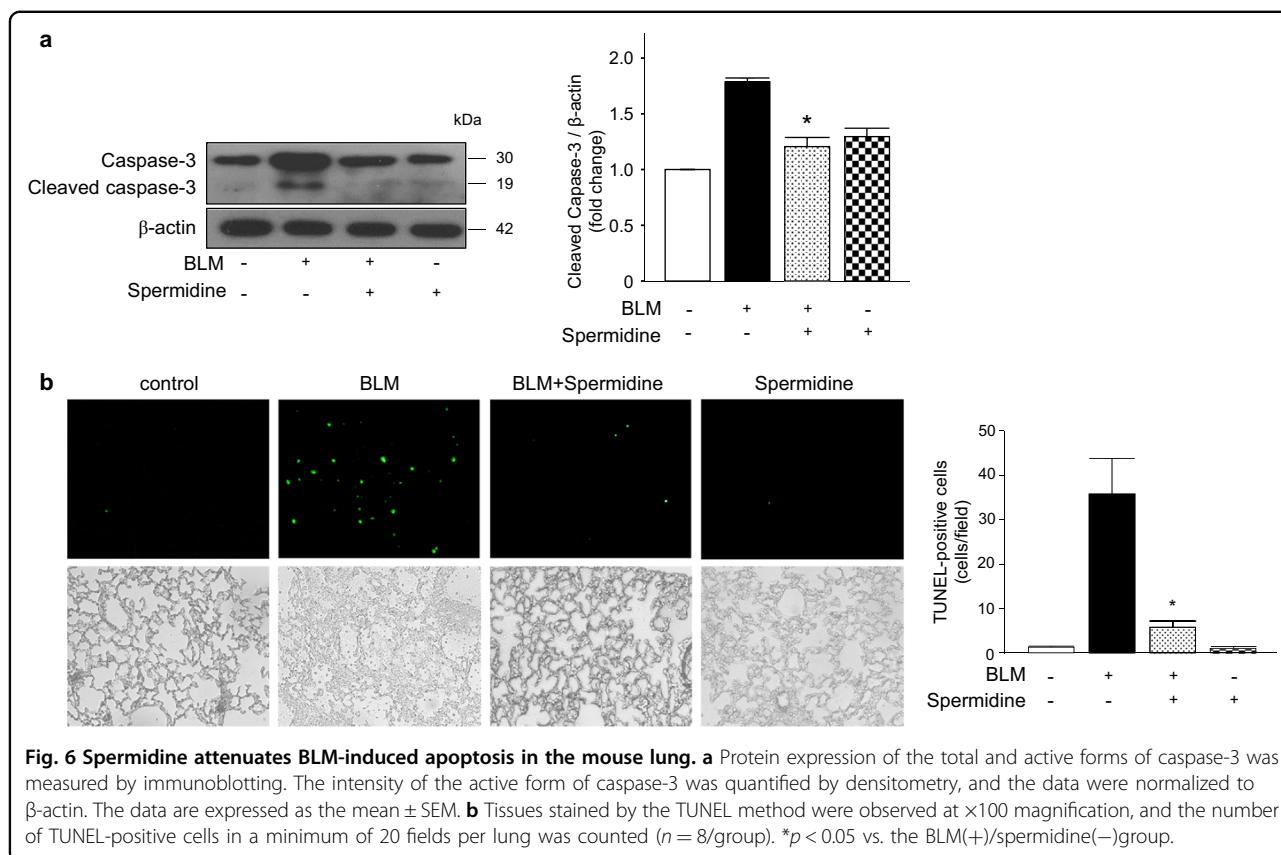 a
kDa
Caspase-3
30
Cleaved caspase-3
19
β-actin
42
BLM - + + -
Spermidine - - + +
Cleaved Capase-3 / β-actin
(fold change)
2.0
1.5
1.0
0.5
0
BLM - + + -
Spermidine - - + +
b
control BLM BLM+Spermidine Spermidine
TUNEL-positive cells
(cells/field)
50
40
30
20
10
0
*
*
BLM - + + -
Spermidine - - + +
Fig. 6 Spermidine attenuates BLM-induced apoptosis in the mouse lung. a Protein expression of the total and active forms of caspase-3 was
measured by immunoblotting. The intensity of the active form of caspase-3 was quantified by densitometry, and the data were normalized to
β-actin. The data are expressed as the mean ± SEM. b Tissues stained by the TUNEL method were observed at ×100 magnification, and the number
of TUNEL-positive cells in a minimum of 20 fields per lung was counted (n = 8/group). *p < 0.05 vs. the BLM(+)/spermidine(−)group.